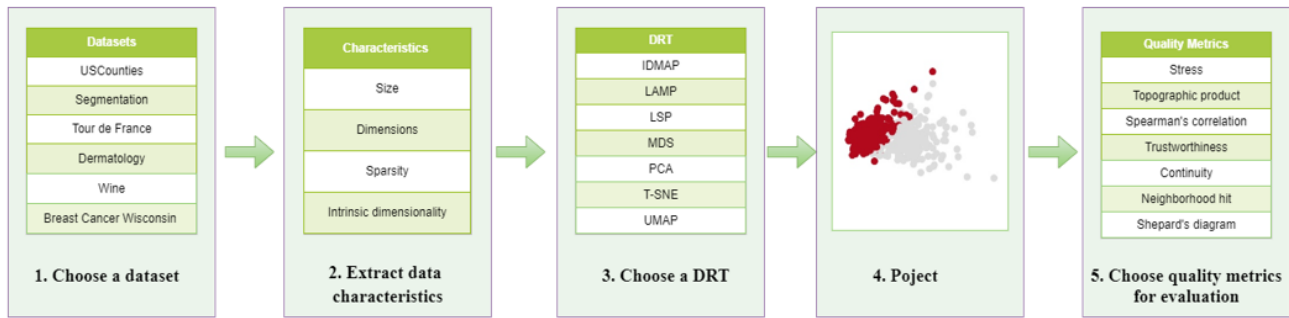 Datasets
USCounties
Segmentation
Tour de France
Dermatology
Wine
Breast Cancer Wisconsin
1. Choose a dataset
Characteristics
Size
Dimensions
Sparsity
Intrinsic dimensionality
2. Extract data
characteristics
DRT
IDMAP
LAMP
LSP
MDS
PCA
T-SNE
UMAP
3. Choose a DRT
4. Poject
Quality Metrics
Stress
Topographic product
Spearman's correlation
Trustworthiness
Continuity
Neighborhood hit
Shepard's diagram
5. Choose quality metrics
for evaluation